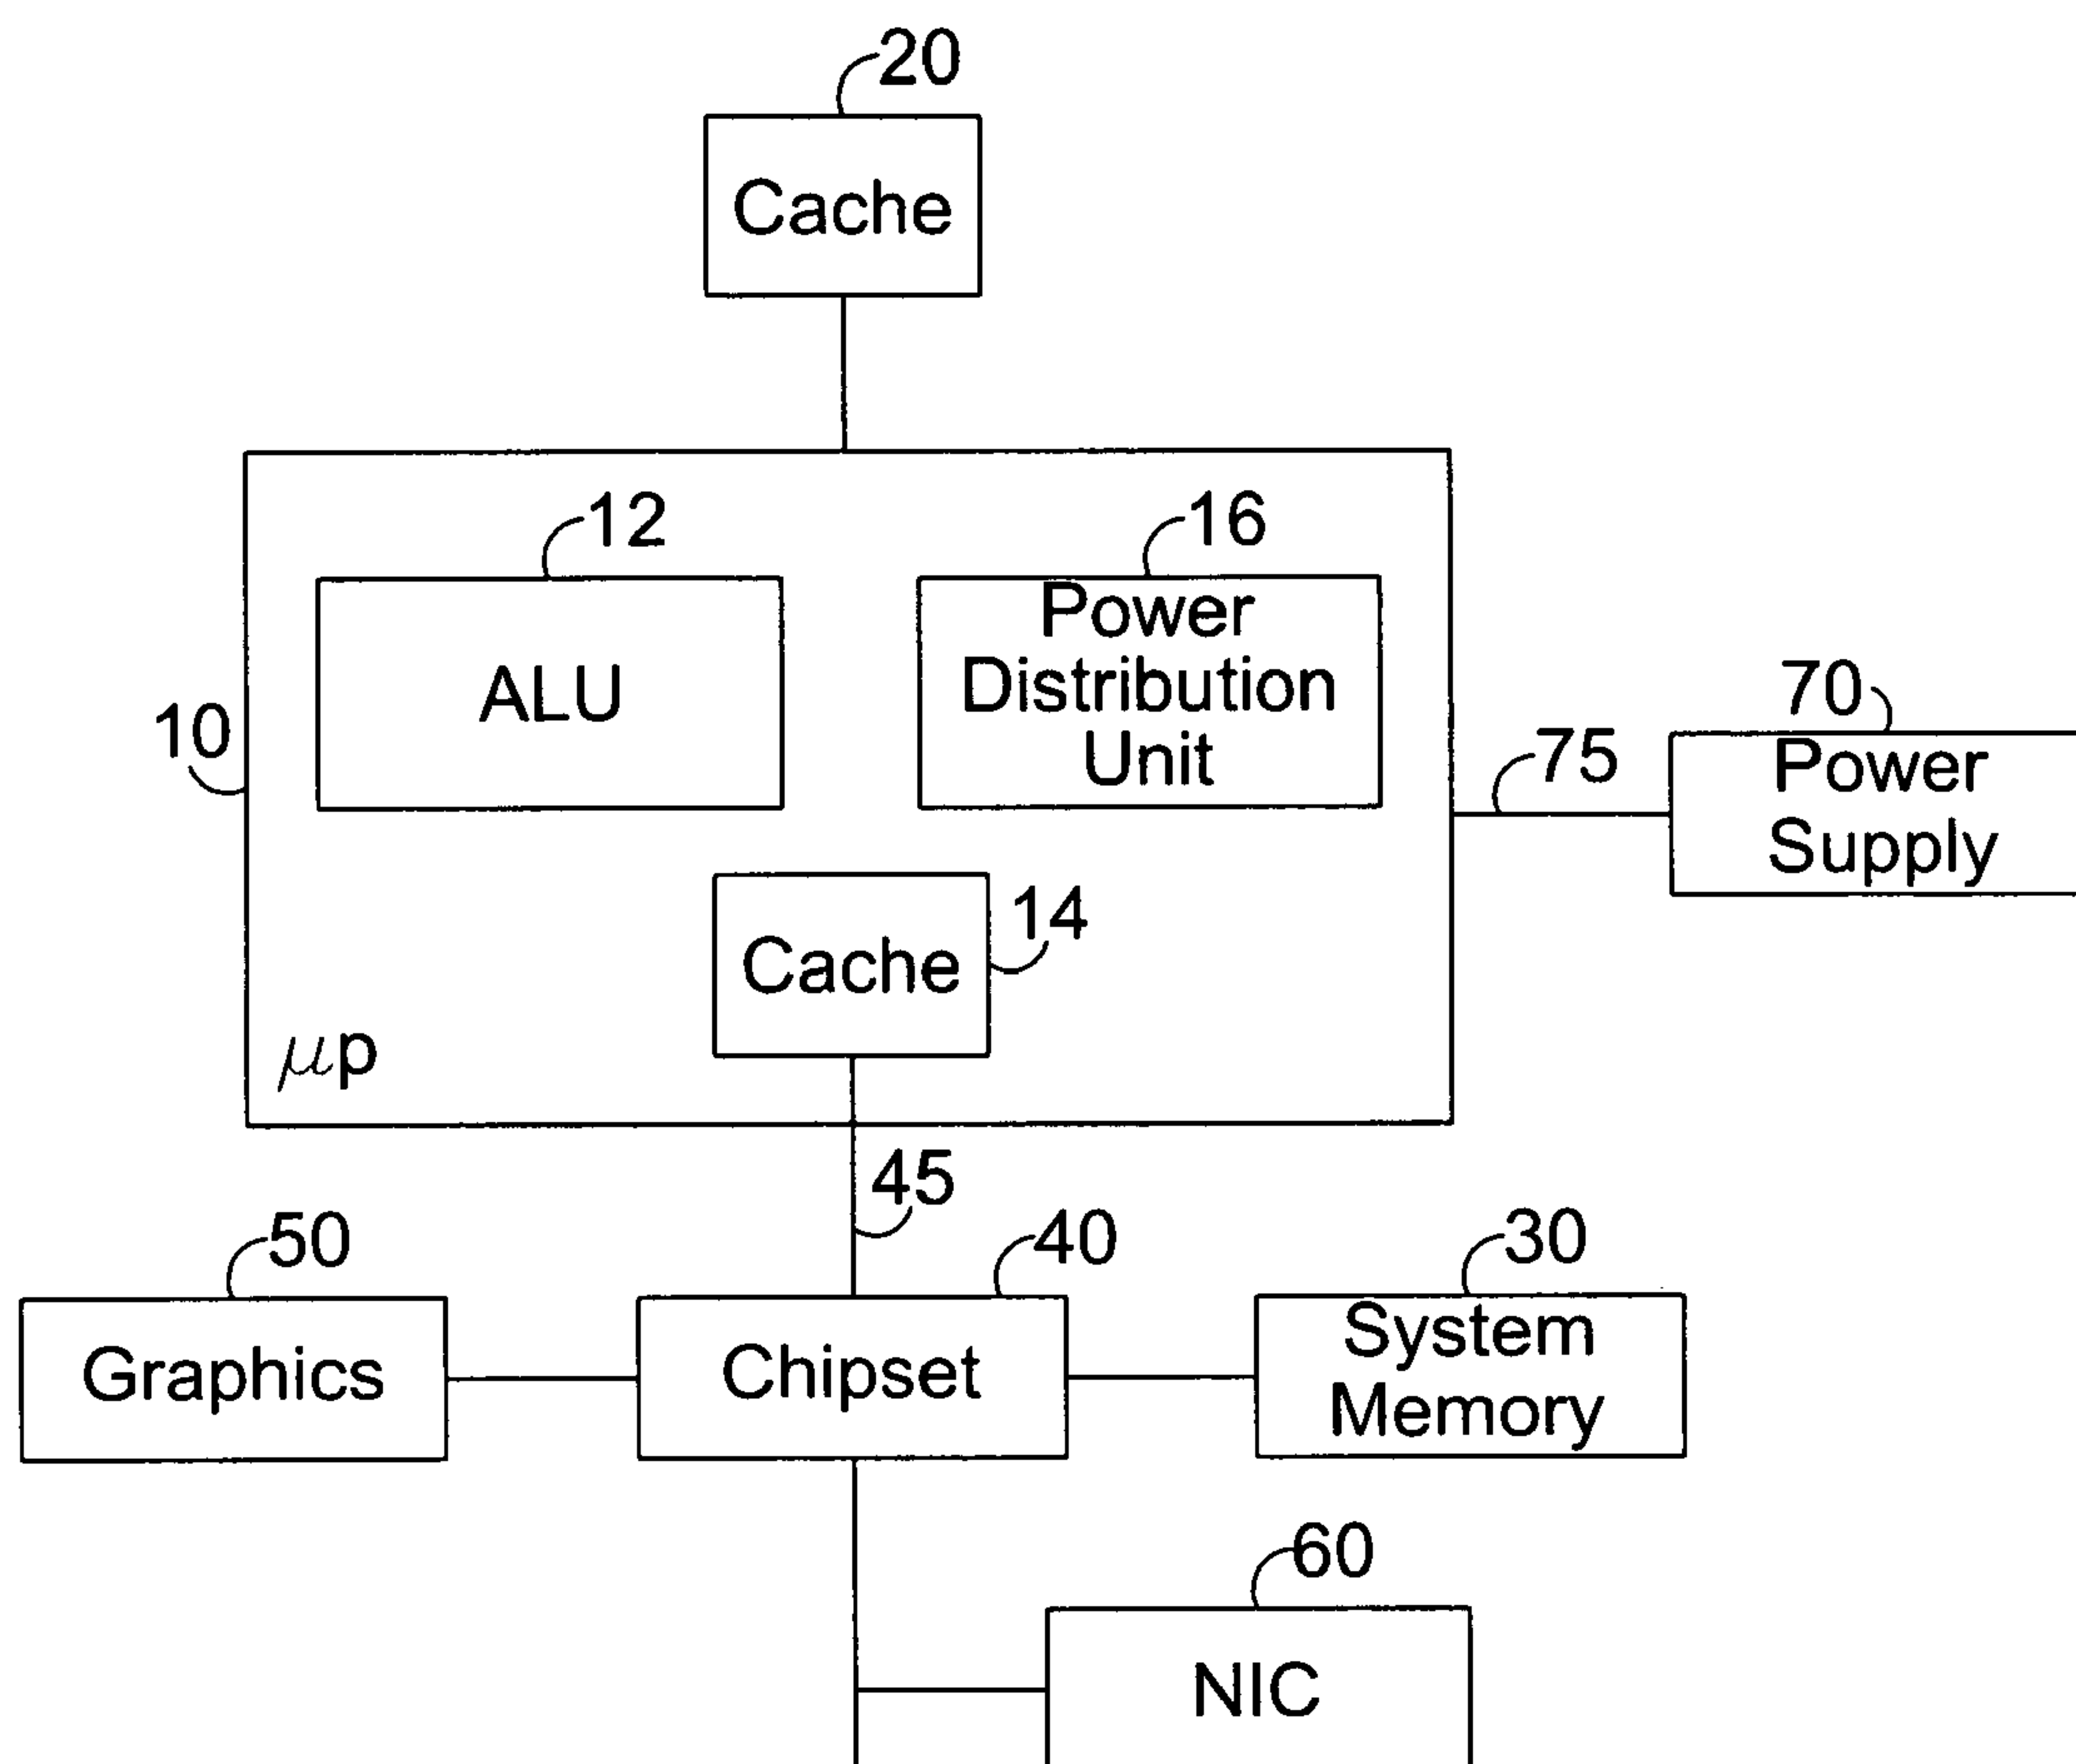 20
Cache
12
16
ALU
Power
Distribution
Unit
10
70
75
Power
Supply
14
Cache
μp
45
50
40
30
Graphics
Chipset
System
Memory
60
NIC